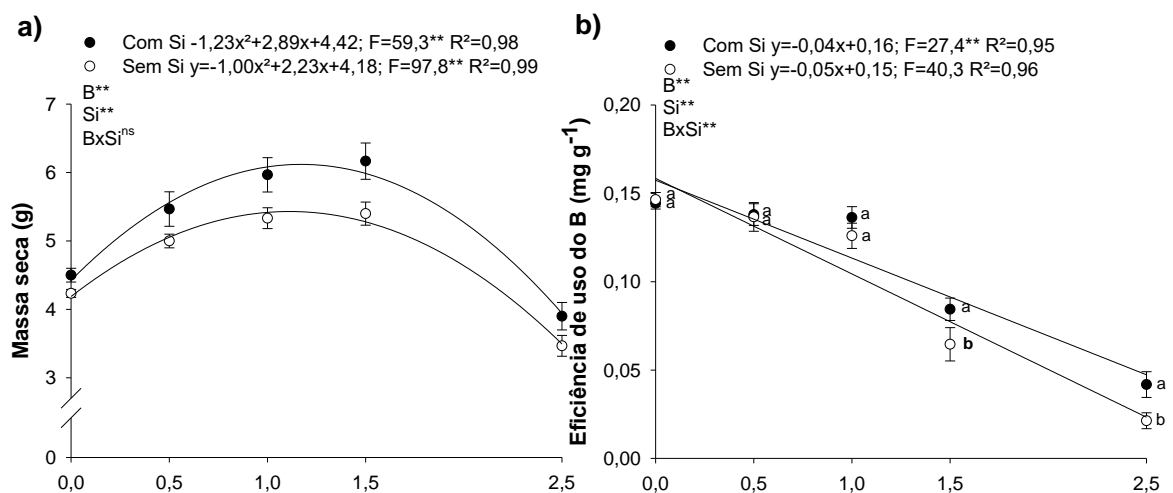 a)
Com Si -1,23x²+2,89x+4,42; F=59,3** R²=0,98
Sem Si y=-1,00x²+2,23x+4,18; F=97,8** R²=0,99
B**
Si**
BxSiⁿˢ
Massa seca (g)
7
6
5
4
3
0
0,0 0,5 1,0 1,5 2,5
b)
Com Si y=-0,04x+0,16; F=27,4** R²=0,95
Sem Si y=-0,05x+0,15; F=40,3 R²=0,96
B**
Si**
BxSi**
Eficiência de uso do B (mg g⁻¹)
0,20
0,15
0,10
0,05
0,00
a
a
a
a
a
a
a
b
a
b
0,0 0,5 1,0 1,5 2,5